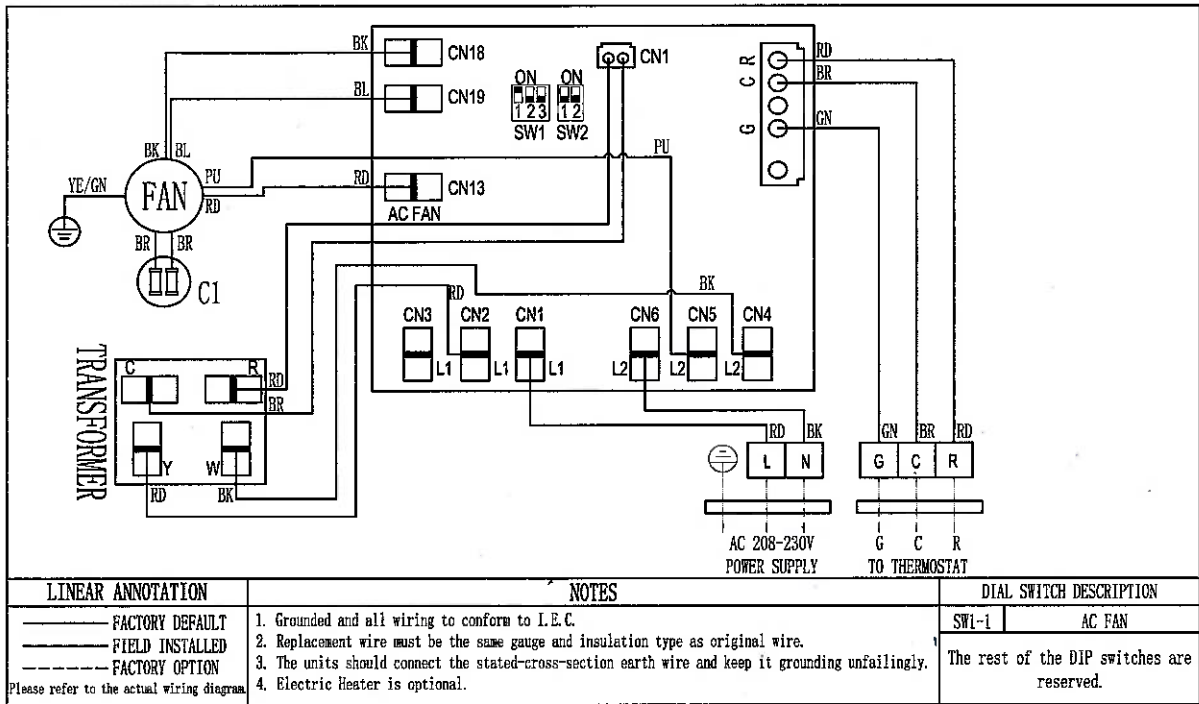 BK
CN18
CN1
R
RD
ON
ON
C
BR
BL
CN19
1 2 3
1 2
SW1
SW2
G
GN
BK
BL
PU
PU
YE/GN
FAN
RD
RD
CN13
AC FAN
BR
BR
C1
RD
BK
CN3
CN2
CN1
CN6
CN5
CN4
L1
L1
L1
L2
L2
L2
TRANSFORMER
C
R
RD
BR
Y
W
RD
BK
RD
BK
GN
BR
RD
L
N
G
C
R
AC 208-230V
POWER SUPPLY
G
C
R
TO THERMOSTAT
LINEAR ANNOTATION
FACTORY DEFAULT
FIELD INSTALLED
FACTORY OPTION
Please refer to the actual wiring diagram.
NOTES
1. Grounded and all wiring to conform to I.E.C.
2. Replacement wire must be the same gauge and insulation type as original wire.
3. The units should connect the stated-cross-section earth wire and keep it grounding unfailingly.
4. Electric Heater is optional.
DIAL SWITCH DESCRIPTION
SW1-1
AC FAN
The rest of the DIP switches are
reserved.